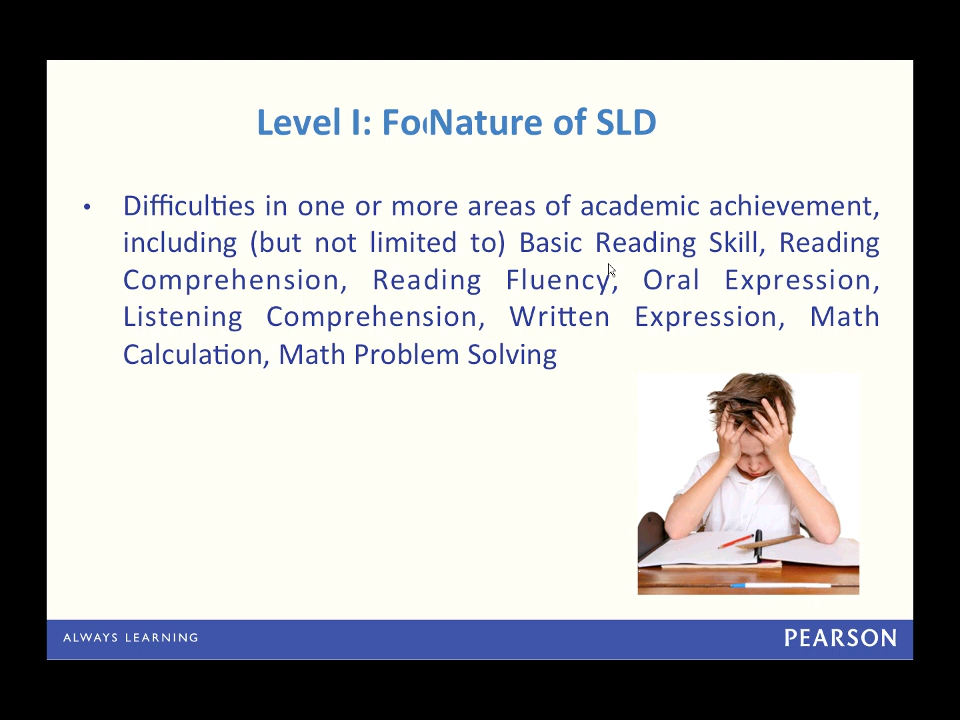 Level I: Fo Nature of SLD
• Difficulties in one or more areas of academic achievement,
including (but not limited to) Basic Reading Skill, Reading
Comprehension, Reading Fluency, Oral Expression,
Listening Comprehension, Written Expression, Math
Calculation, Math Problem Solving
ALWAYS LEARNING
PEARSON